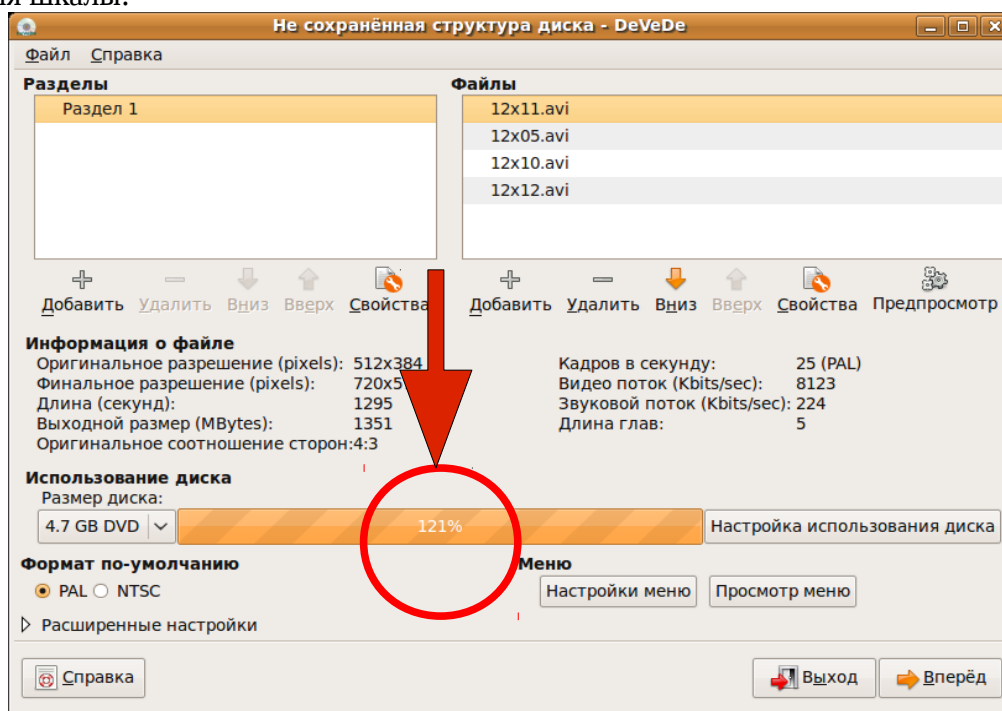 я шкалы.
Не сохранённая структура диска - DeVeDe
Файл Справка
Разделы
Файлы
Раздел 1
12x11.avi
12x05.avi
12x10.avi
12x12.avi
Добавить Удалить Вниз Вверх Свойства
Добавить Удалить Вниз Вверх Свойства Предпросмотр
Информация о файле
Оригинальное разрешение (pixels): 512x384
Кадров в секунду: 25 (PAL)
Финальное разрешение (pixels): 720x5
Видео поток (Kbits/sec): 8123
Длина (секунд): 1295
Звуковой поток (Kbits/sec): 224
Выходной размер (MBytes): 1351
Длина глав: 5
Оригинальное соотношение сторон:4:3
Использование диска
Размер диска:
4.7 GB DVD
121%
Настройка использования диска
Формат по-умолчанию
Меню
PAL NTSC
Настройки меню Просмотр меню
Расширенные настройки
Справка
Выход Вперёд